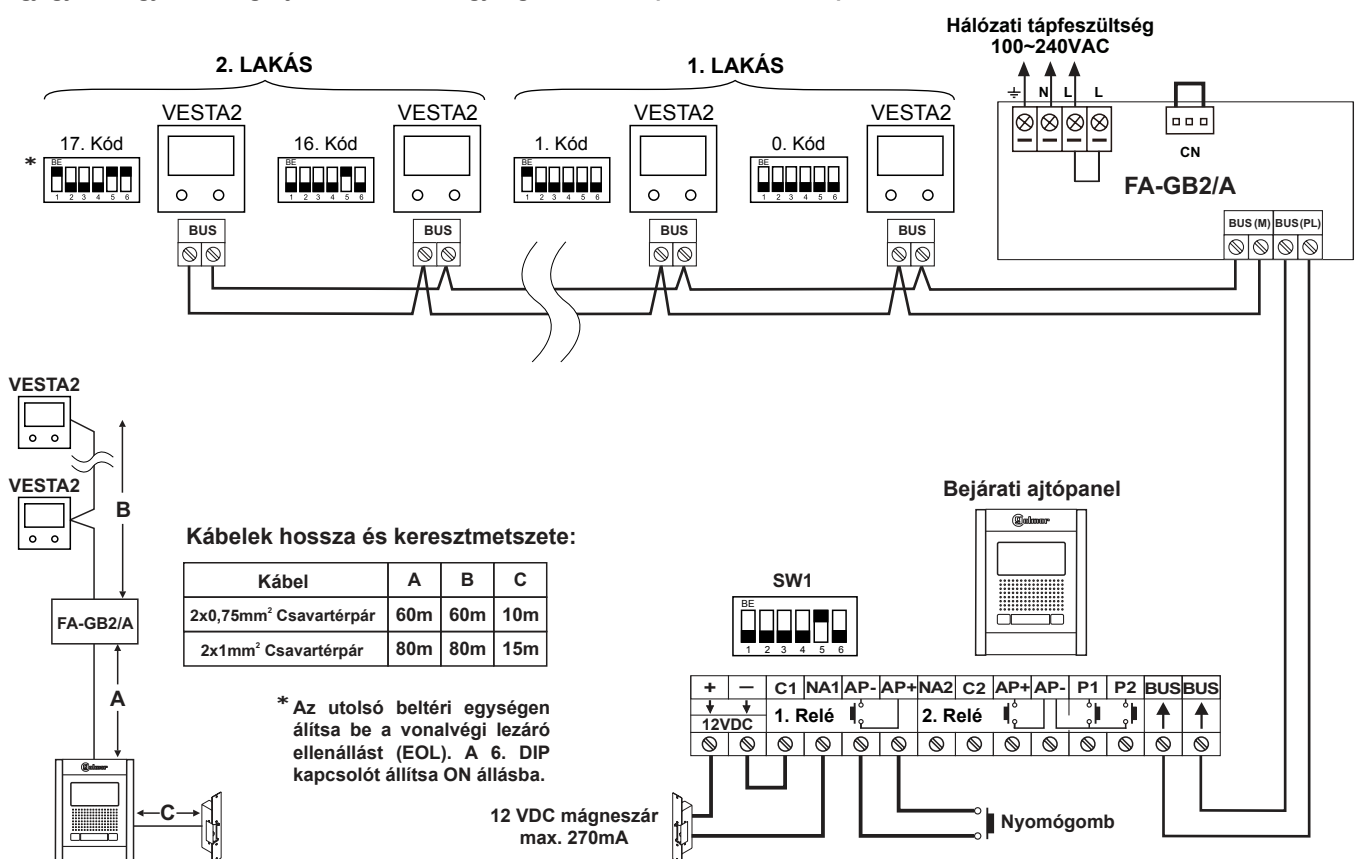 Hálózati tápfeszültség
100~240VAC
2. LAKÁS
1. LAKÁS
VESTA2
VESTA2
VESTA2
VESTA2
N L L
17. Kód
16. Kód
1. Kód
0. Kód
*
BE
1 2 3 4 5 6
BE
1 2 3 4 5 6
BE
1 2 3 4 5 6
BE
1 2 3 4 5 6
CN
FA-GB2/A
BUS
BUS
BUS
BUS
BUS (M) BUS (PL)
VESTA2
VESTA2
B
FA-GB2/A
A
Golmar
C
Kábelek hossza és keresztmetszete:
Kábel A B C
2x0,75mm² Csavartérpár 60m 60m 10m
2x1mm² Csavartérpár 80m 80m 15m
* Az utolsó beltéri egységen
állítsa be a vonalvégi lezáró
ellenállást (EOL). A 6. DIP
kapcsolót állítsa ON állásba.
Bejárati ajtópanel
Golmar
SW1
BE
1 2 3 4 5 6
+ — C1 NA1 AP- AP+ NA2 C2 AP+ AP- P1 P2 BUS BUS
12VDC 1. Relé 2. Relé
12 VDC mágneszár
max. 270mA
Nyomógomb